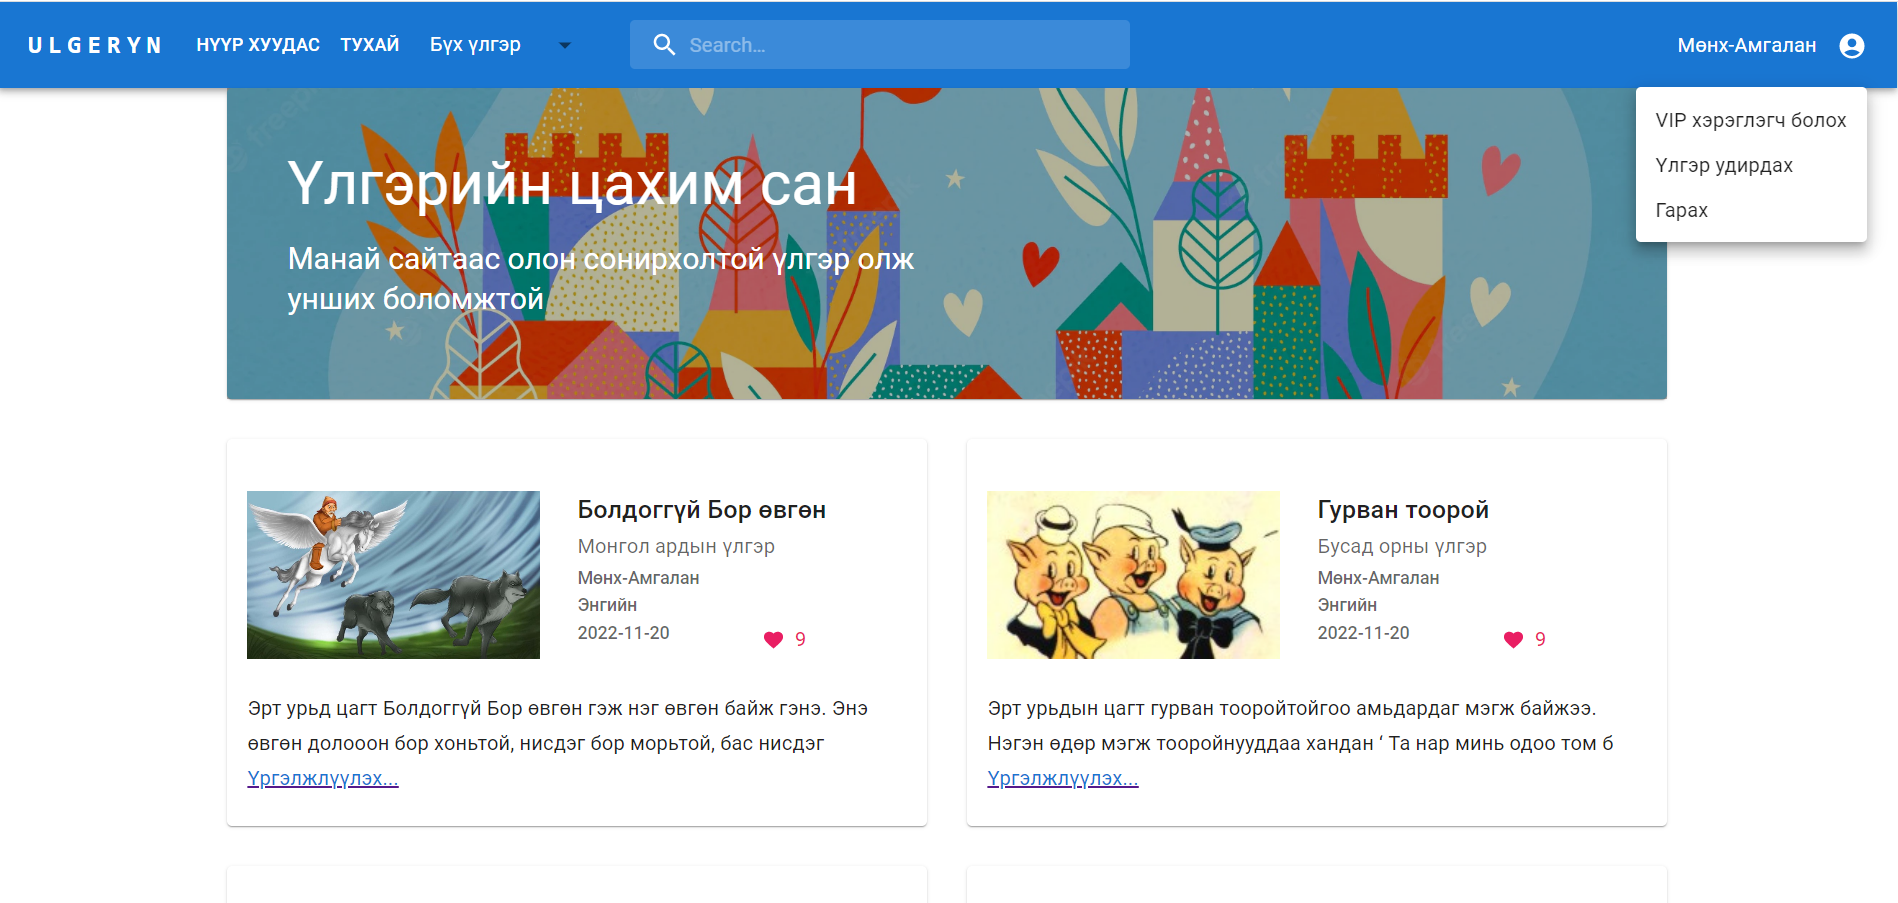 ULGERYN НҮҮР ХУУДАС ТУХАЙ Бүх үлгэр Search... Мөнх-Амгалан
VIP хэрэглэгч болох
Үлгэр удирдах
Гарах
Үлгэрийн цахим сан
Манай сайтаас олон сонирхолтой үлгэр олж
унших боломжтой
Болдоггүй Бор өвгөн
Монгол ардын үлгэр
Мөнх-Амгалан
Энгийн
2022-11-20
9
Эрт урьд цагт Болдоггүй Бор өвгөн гэж нэг өвгөн байж гэнэ. Энэ
өвгөн долооон бор хоньтой, нисдэг бор морьтой, бас нисдэг
Үргэлжлүүлэх...
Гурван тоорой
Бусад орны үлгэр
Мөнх-Амгалан
Энгийн
2022-11-20
9
Эрт урьдын цагт гурван тооройтойгоо амьдардаг мэгж байжээ.
Нэгэн өдөр мэгж тооройнууддаа хандан ‘ Та нар минь одоо том б
Үргэлжлүүлэх...